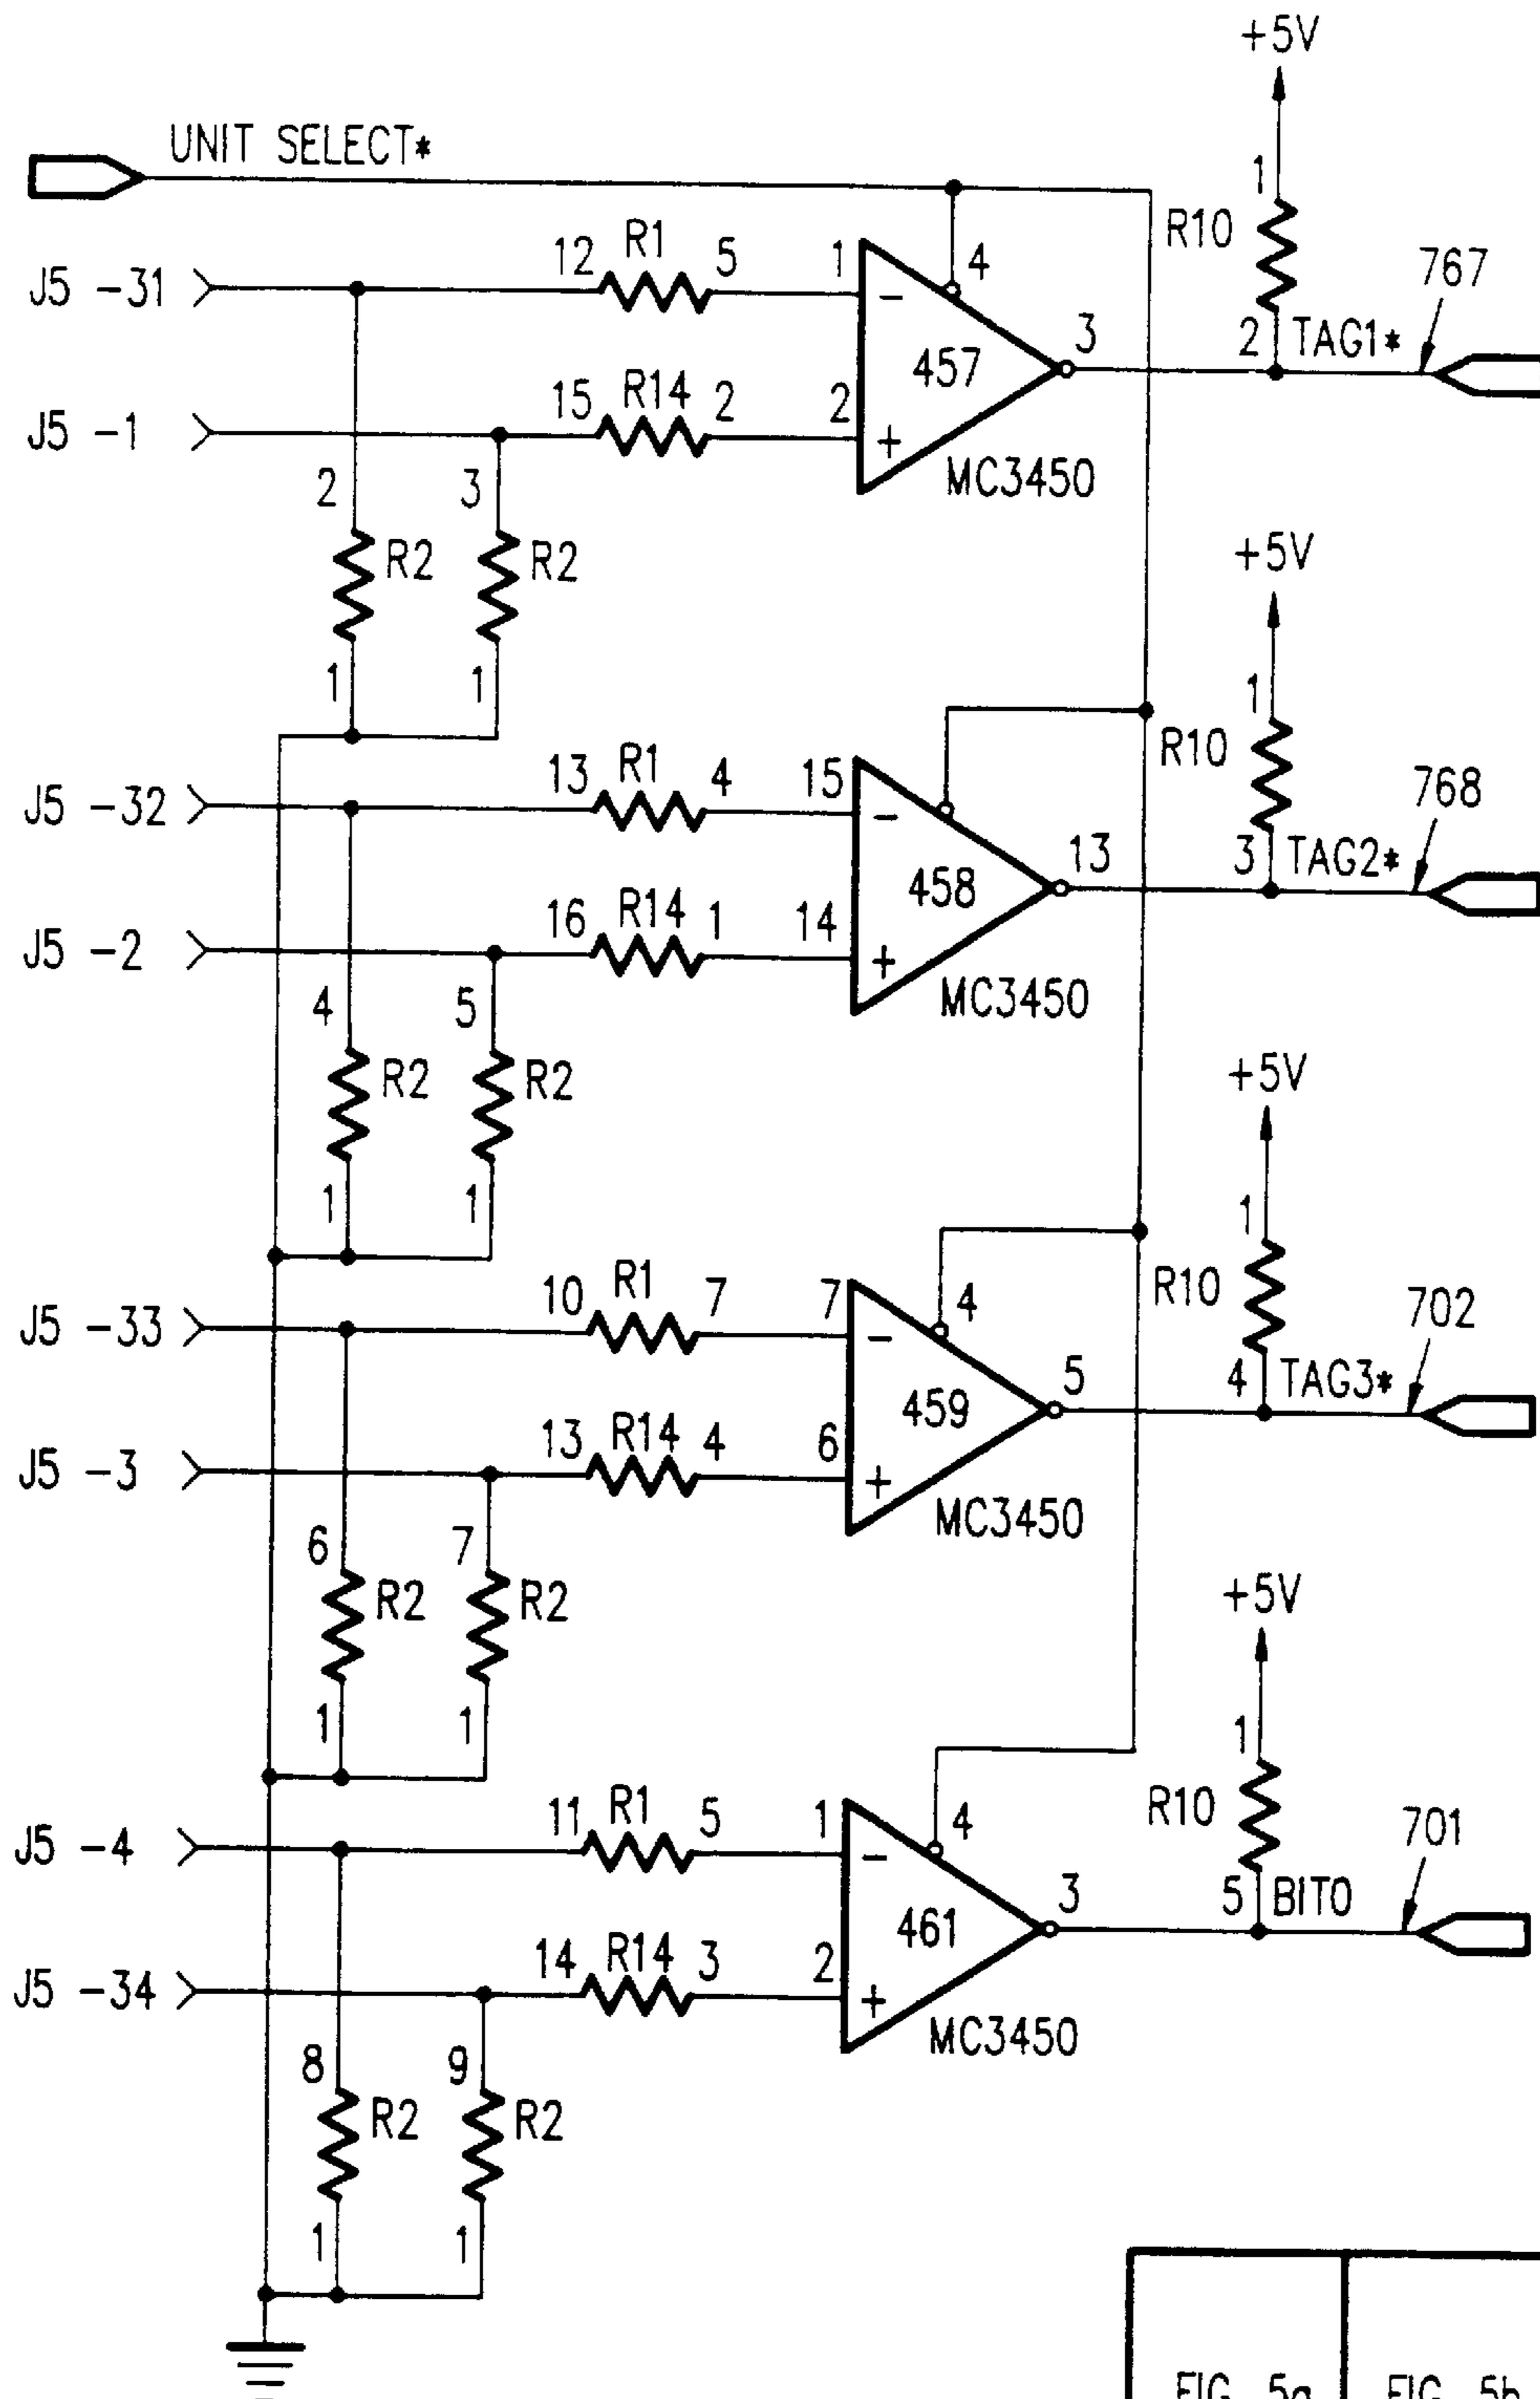 +5V
UNIT SELECT*
J5 -31
12 R1 5
1 - 4
R10 1
767
457
3
2 TAG1*
J5 -1
15 R14 2
2 +
MC3450
2 R2
3 R2
1 1
+5V
J5 -32
13 R1 4
15 -
R10 1
768
458
13
3 TAG2*
J5 -2
16 R14 1
14 +
MC3450
4 R2
5 R2
1 1
+5V
J5 -33
10 R1 7
7 - 4
R10 1
702
459
5
4 TAG3*
J5 -3
13 R14 4
6 +
MC3450
6 R2
7 R2
1 1
+5V
J5 -4
11 R1 5
1 - 4
R10 1
701
461
3
5 BIT0
J5 -34
14 R14 3
2 +
MC3450
8 R2
9 R2
1 1
FIG. 5a FIG. 5b